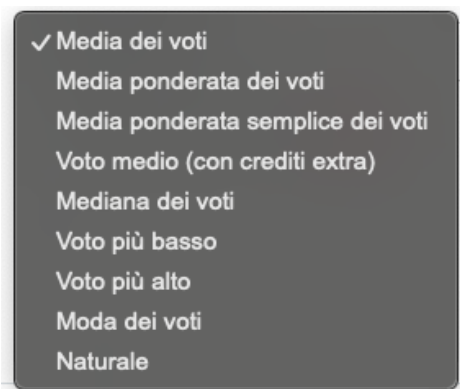 ✓ Media dei voti
Media ponderata dei voti
Media ponderata semplice dei voti
Voto medio (con crediti extra)
Mediana dei voti
Voto più basso
Voto più alto
Moda dei voti
Naturale